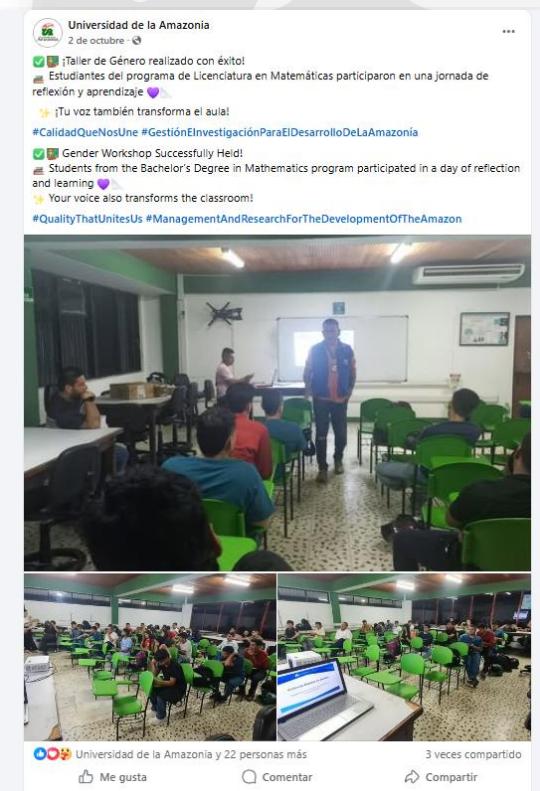 Universidad de la Amazonia
2 de octubre
✅📗 ¡Taller de Género realizado con éxito!
📚 Estudiantes del programa de Licenciatura en Matemáticas participaron en una jornada de
reflexión y aprendizaje 💜📐
✨ ¡Tu voz también transforma el aula!
#CalidadQueNosUne #GestiónEInvestigaciónParaElDesarrolloDeLaAmazonía
✅📗 Gender Workshop Successfully Held!
📚 Students from the Bachelor's Degree in Mathematics program participated in a day of reflection
and learning 💜📐
✨ Your voice also transforms the classroom!
#QualityThatUnitesUs #ManagementAndResearchForTheDevelopmentOfTheAmazon
Universidad de la Amazonia y 22 personas más
3 veces compartido
Me gusta
Comentar
Compartir